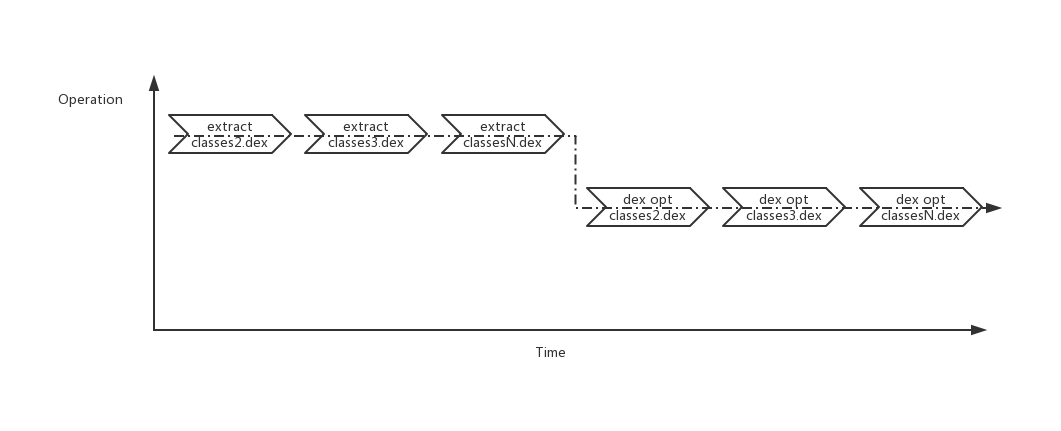 Operation
extract
classes2.dex
extract
classes3.dex
extract
classesN.dex
dex opt
classes2.dex
dex opt
classes3.dex
dex opt
classesN.dex
Time